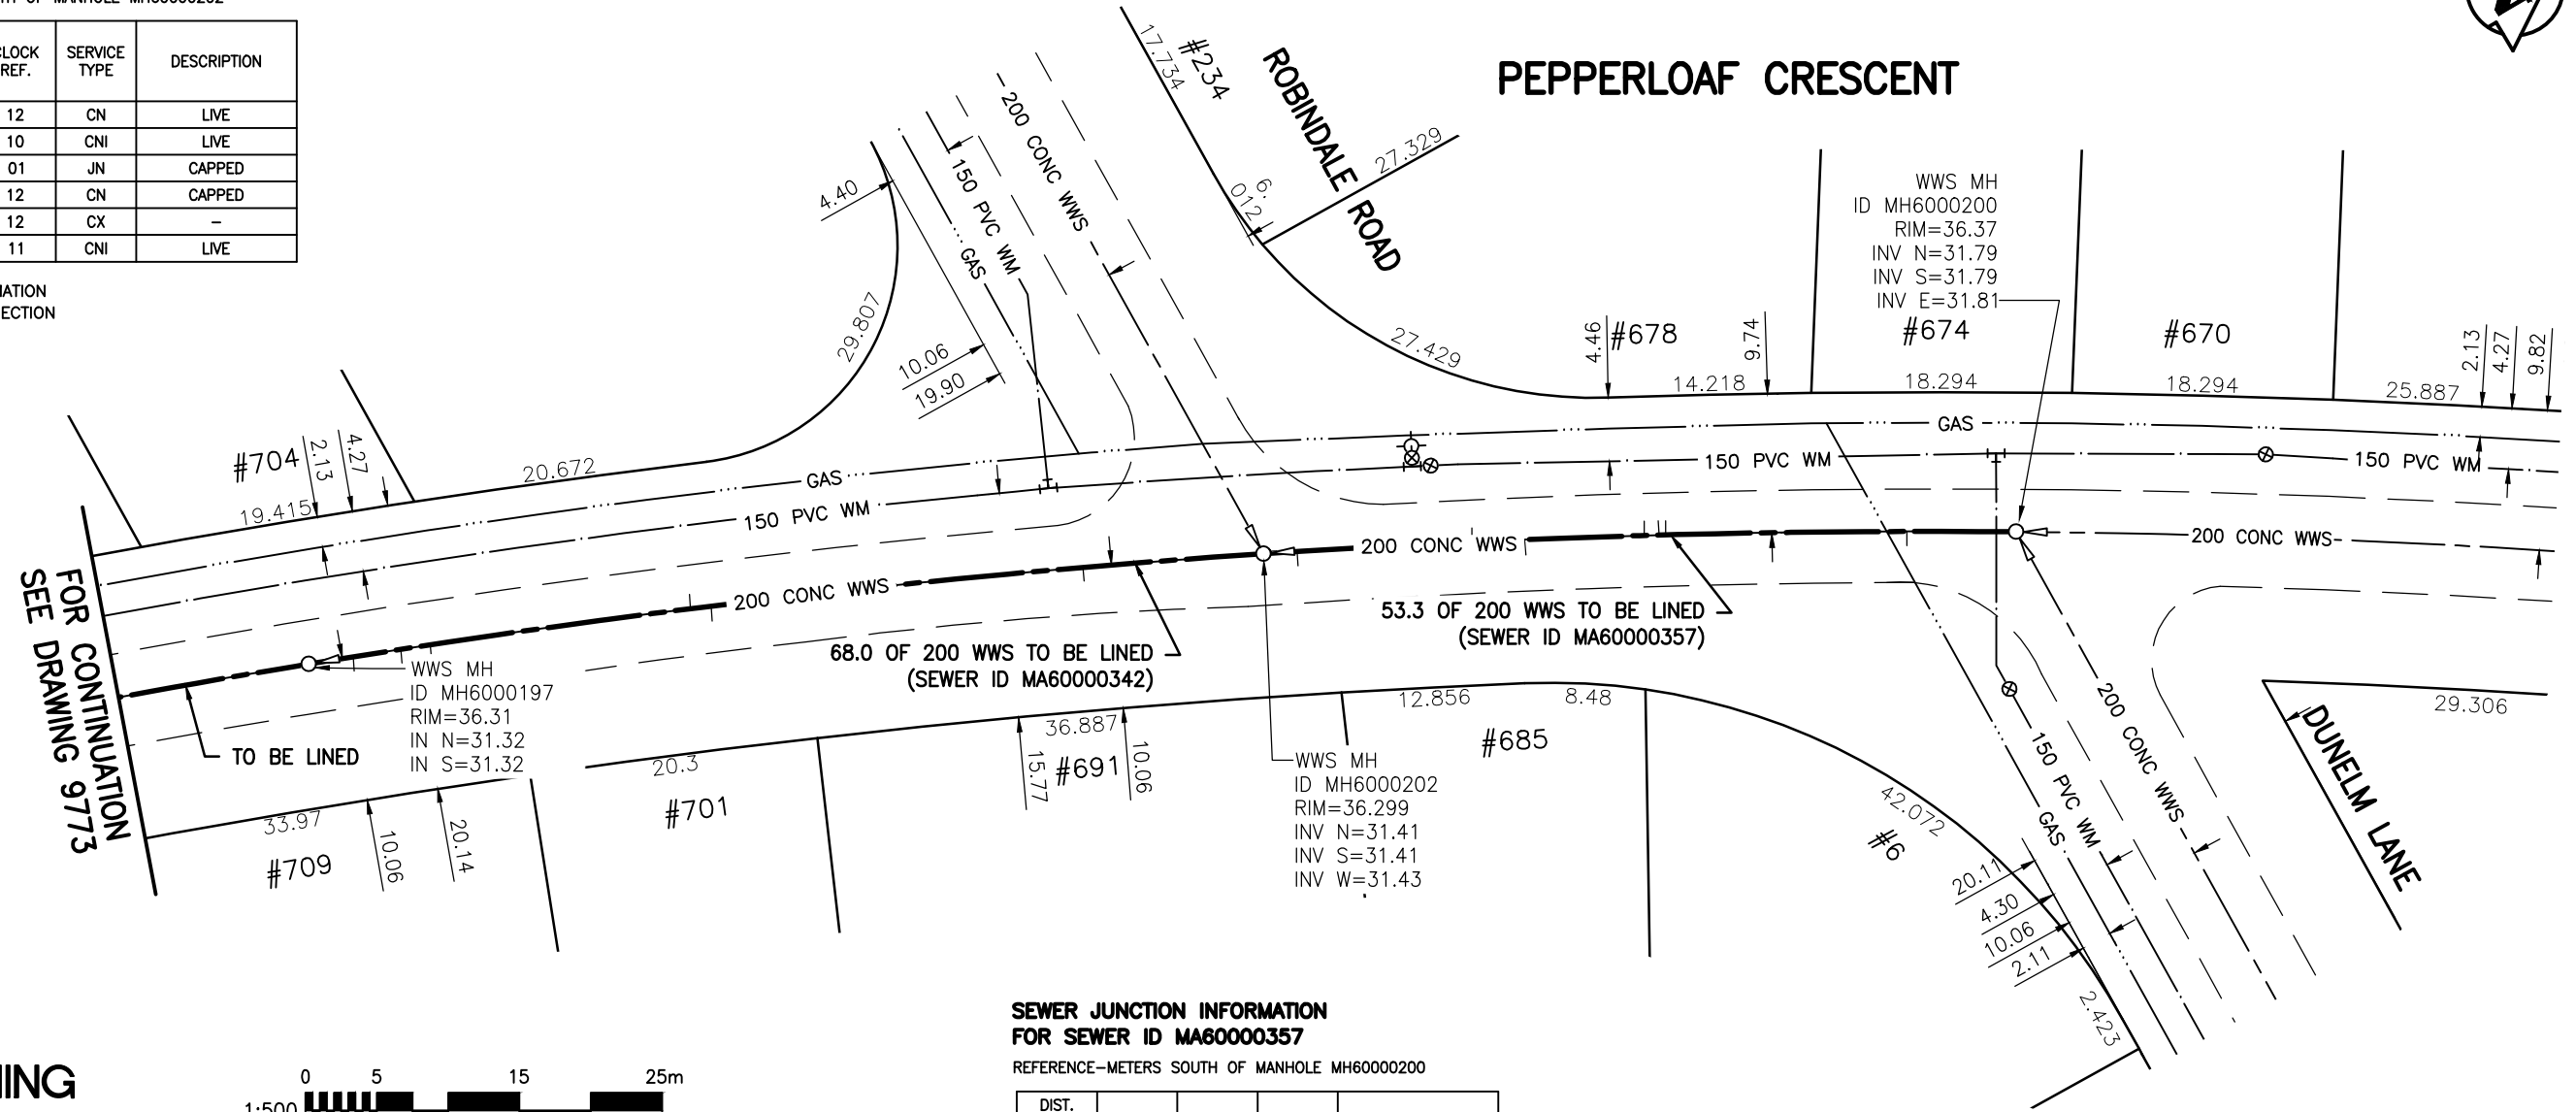 SERVICE
TYPE
DESCRIPTION
REF.
12 CN LIVE
10 CNI LIVE
01 JN CAPPED
12 CN CAPPED
12 CX –
11 CNI LIVE
PEPPERLOAF CRESCENT
ROBINDALE ROAD
#234
17.734
27.329
6.
012
4.40
29.807
10.06
19.90
GAS
150 PVC WM
200 CONC WWS
27.429
WWS MH
ID MH6000200
RIM=36.37
INV N=31.79
INV S=31.79
INV E=31.81
4.46
#678
9.74
#674
#670
14.218
18.294
18.294
25.887
2.13
4.27
9.82
#704
2.13
4.27
19.415
20.672
GAS
GAS
150 PVC WM
150 PVC WM
150 PVC WM
200 CONC WWS
200 CONC WWS
200 CONC WWS
FOR CONTINUATION
SEE DRAWING 9773
TO BE LINED
WWS MH
ID MH6000197
RIM=36.31
IN N=31.32
IN S=31.32
68.0 OF 200 WWS TO BE LINED
(SEWER ID MA60000342)
53.3 OF 200 WWS TO BE LINED
(SEWER ID MA60000357)
33.97
#709
10.06
20.14
20.3
#701
36.887
15.77
#691
10.06
12.856
8.48
#685
WWS MH
ID MH6000202
RIM=36.299
INV N=31.41
INV S=31.41
INV W=31.43
42.072
#6
20.11
4.30
10.06
2.11
2.423
GAS
150 PVC WM
200 CONC WWS
29.306
DUNELM LANE
SEWER JUNCTION INFORMATION
FOR SEWER ID MA60000357
REFERENCE–METERS SOUTH OF MANHOLE MH60000200
DIST.
0 5 15 25m
1:500